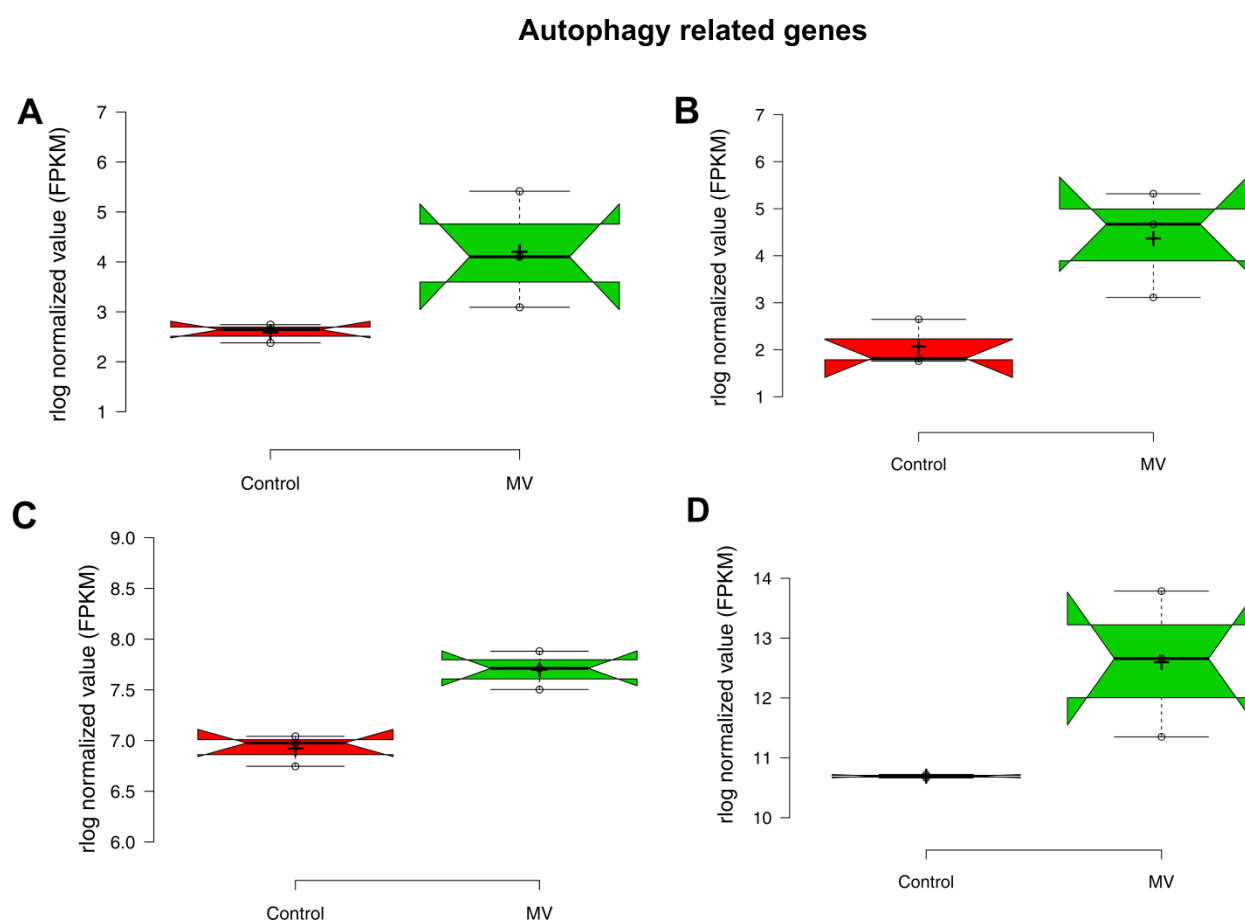 Autophagy related genes
A
rlog normalized value (FPKM)
7
6
5
4
3
2
1
Control
MV
B
rlog normalized value (FPKM)
7
6
5
4
3
2
1
Control
MV
C
rlog normalized value (FPKM)
9.0
8.5
8.0
7.5
7.0
6.5
6.0
Control
MV
D
rlog normalized value (FPKM)
14
13
12
11
10
Control
MV